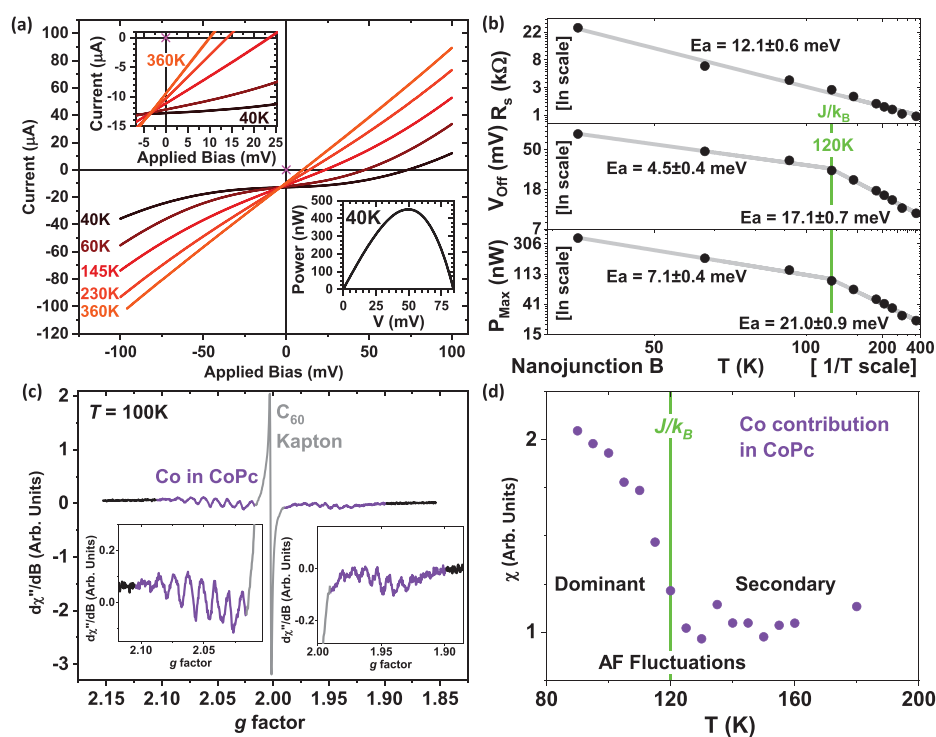 (a)
Current (μA)
100
80
60
40
20
0
-20
-40
-60
-80
-100
120
-100
-50
0
50
100
Applied Bias (mV)
40K
60K
145K
230K
360K
Current (μA)
0
-5
-10
-15
360K
40K
-5 0 5 10 15 20 25
Applied Bias (mV)
Power (nW)
500
400
300
200
100
0
40K
0
50
V (mV)
(b)
Rs (kΩ)
[ln scale]
22
8
3
1
Ea = 12.1±0.6 meV
J/kB
120K
VOff (mV)
[ln scale]
50
18
7
Ea = 4.5±0.4 meV
Ea = 17.1±0.7 meV
PMax (nW)
[ln scale]
306
113
41
15
Ea = 7.1±0.4 meV
Ea = 21.0±0.9 meV
50
100
200
400
Nanojunction B
T (K)
[ 1/T scale]
(c)
T = 100K
C60
Kapton
Co in CoPc
dχ"/dB (Arb. Units)
2
1
0
-1
-2
-3
2.15 2.10 2.05 2.00 1.95 1.90 1.85
g factor
dχ"/dB (Arb. Units)
0.2
0.0
2.10
2.05
g factor
dχ"/dB (Arb. Units)
0.0
-0.2
2.00
1.95
1.90
g factor
(d)
J/kB
Co contribution
in CoPc
χ (Arb. Units)
2
1
Dominant
Secondary
AF Fluctuations
80
120
160
200
T (K)